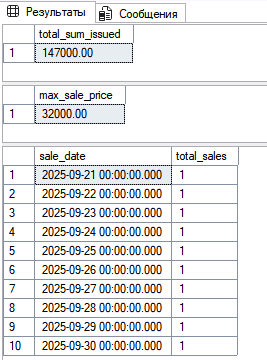 Результаты Сообщения
total_sum_issued
1 147000.00
max_sale_price
1 32000.00
sale_date total_sales
1 2025-09-21 00:00:00.000 1
2 2025-09-22 00:00:00.000 1
3 2025-09-23 00:00:00.000 1
4 2025-09-24 00:00:00.000 1
5 2025-09-25 00:00:00.000 1
6 2025-09-26 00:00:00.000 1
7 2025-09-27 00:00:00.000 1
8 2025-09-28 00:00:00.000 1
9 2025-09-29 00:00:00.000 1
10 2025-09-30 00:00:00.000 1